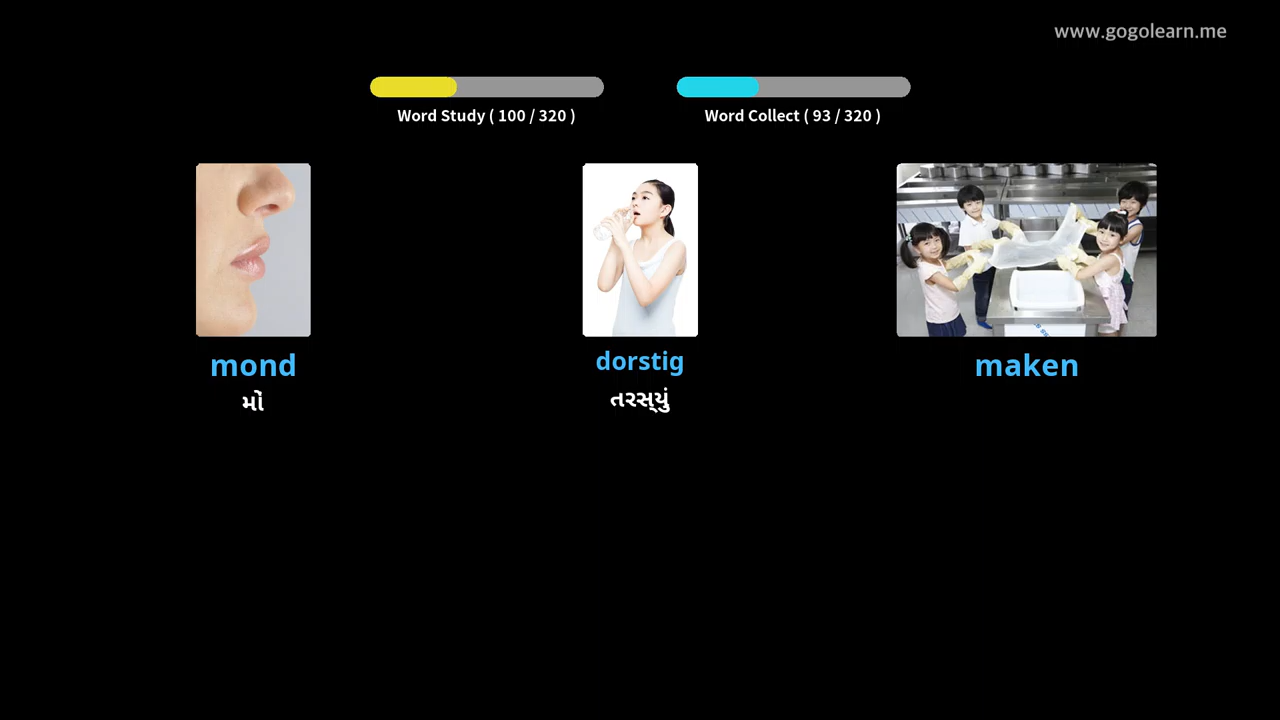 www.gogolearn.me
Word Study ( 100 / 320 )
Word Collect ( 93 / 320 )
mond
મોં
dorstig
તરસ્યું
maken